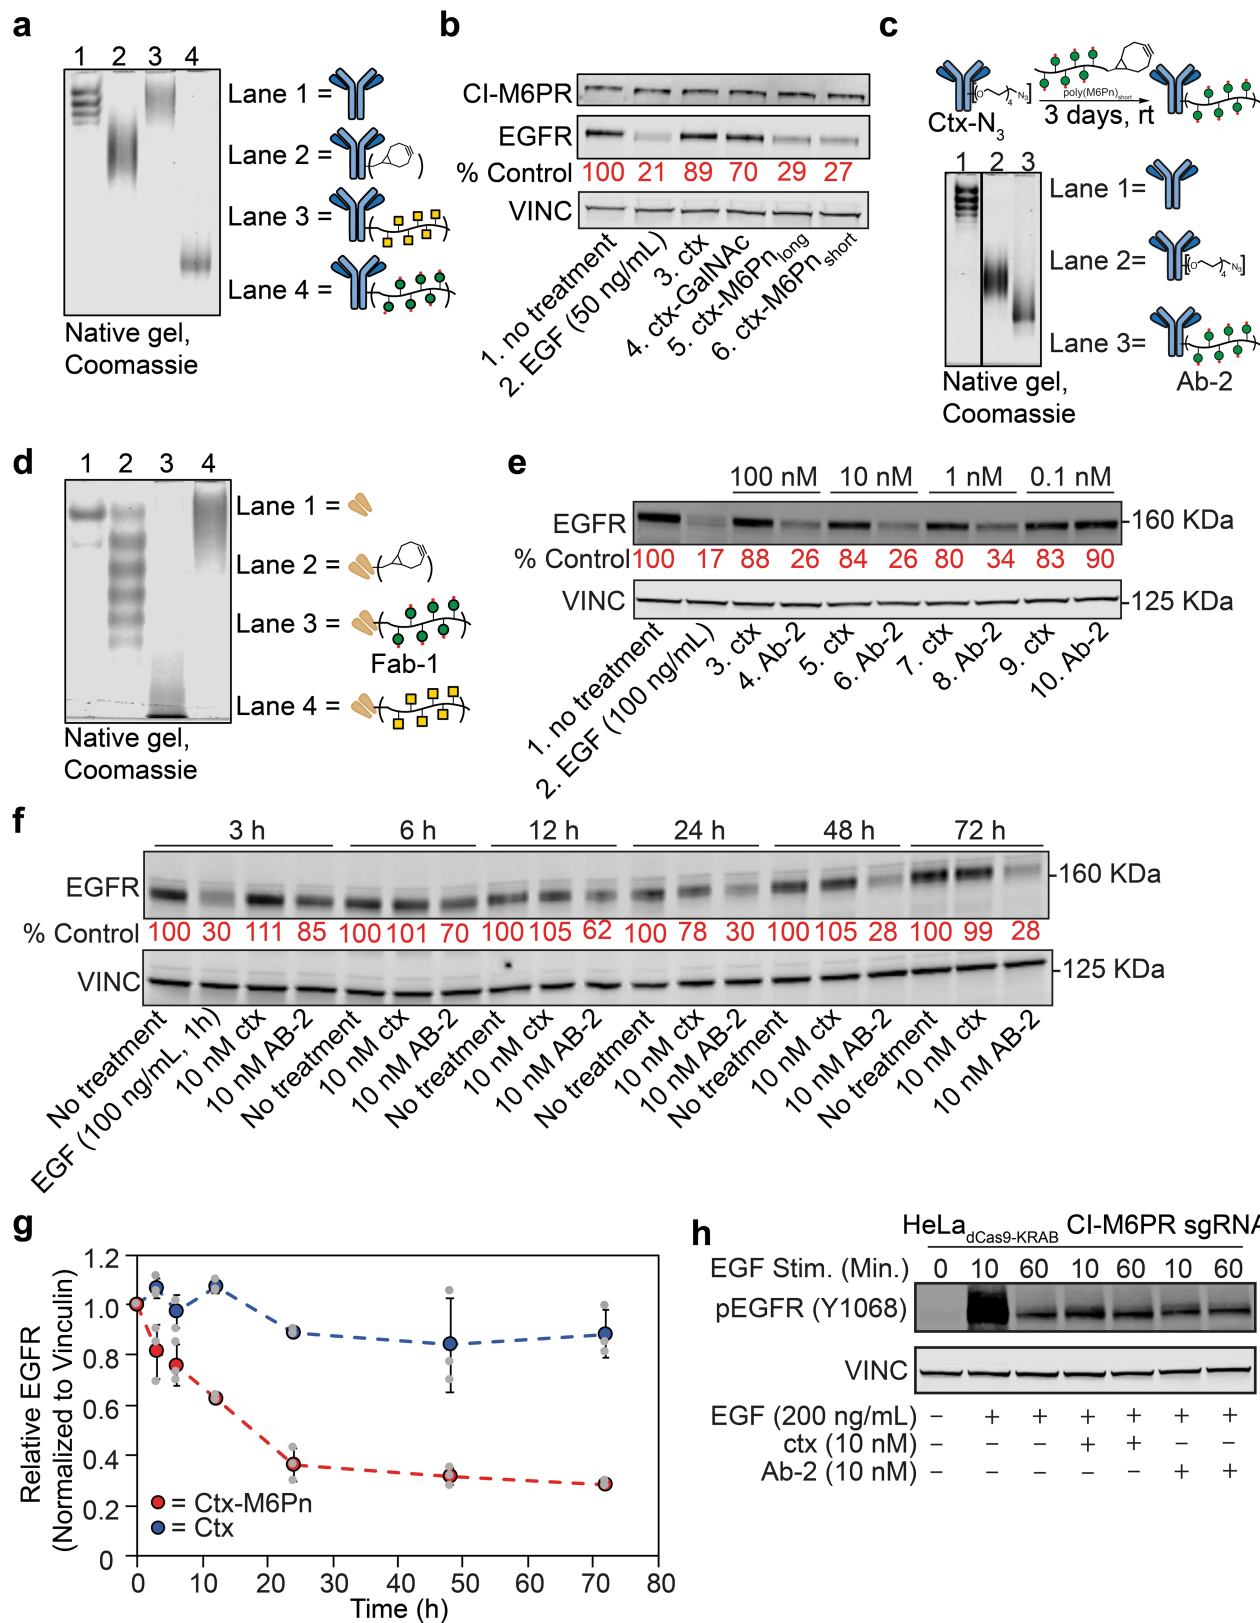 a
1 2 3 4
Lane 1 =
Lane 2 =
Lane 3 =
Lane 4 =
Native gel,
Coomassie
b
CI-M6PR
EGFR
% Control 100 21 89 70 29 27
VINC
1. no treatment
2. EGF (50 ng/mL)
3. ctx
4. ctx-GalNAc
5. ctx-M6Pn long
6. ctx-M6Pn short
c
Ctx-N3
[O 4 N3]
poly(M6Pn)short
3 days, rt
1 2 3
Lane 1=
Lane 2=
[O 4 N3]
Lane 3=
Ab-2
Native gel,
Coomassie
d
1 2 3 4
Lane 1 =
Lane 2 =
Lane 3 =
Fab-1
Lane 4 =
Native gel,
Coomassie
e
100 nM 10 nM 1 nM 0.1 nM
EGFR -160 KDa
% Control 100 17 88 26 84 26 80 34 83 90
VINC -125 KDa
1. no treatment
2. EGF (100 ng/mL)
3. ctx
4. Ab-2
5. ctx
6. Ab-2
7. ctx
8. Ab-2
9. ctx
10. Ab-2
f
3 h 6 h 12 h 24 h 48 h 72 h
EGFR -160 KDa
% Control 100 30 111 85 100 101 70 100 105 62 100 78 30 100 105 28 100 99 28
VINC -125 KDa
No treatment
EGF (100 ng/mL, 1h)
10 nM ctx
10 nM AB-2
No treatment
10 nM ctx
10 nM AB-2
No treatment
10 nM ctx
10 nM AB-2
No treatment
10 nM ctx
10 nM AB-2
No treatment
10 nM ctx
10 nM AB-2
No treatment
10 nM ctx
10 nM AB-2
g
Relative EGFR
(Normalized to Vinculin)
1.2
1.0
0.8
0.6
0.4
0.2
0
= Ctx-M6Pn
= Ctx
0 10 20 30 40 50 60 70 80
Time (h)
h
HeLa dCas9-KRAB CI-M6PR sgRNA
EGF Stim. (Min.) 0 10 60 10 60 10 60
pEGFR (Y1068)
VINC
EGF (200 ng/mL) − + + + + + +
ctx (10 nM) − − − + + − −
Ab-2 (10 nM) − − − − − + +